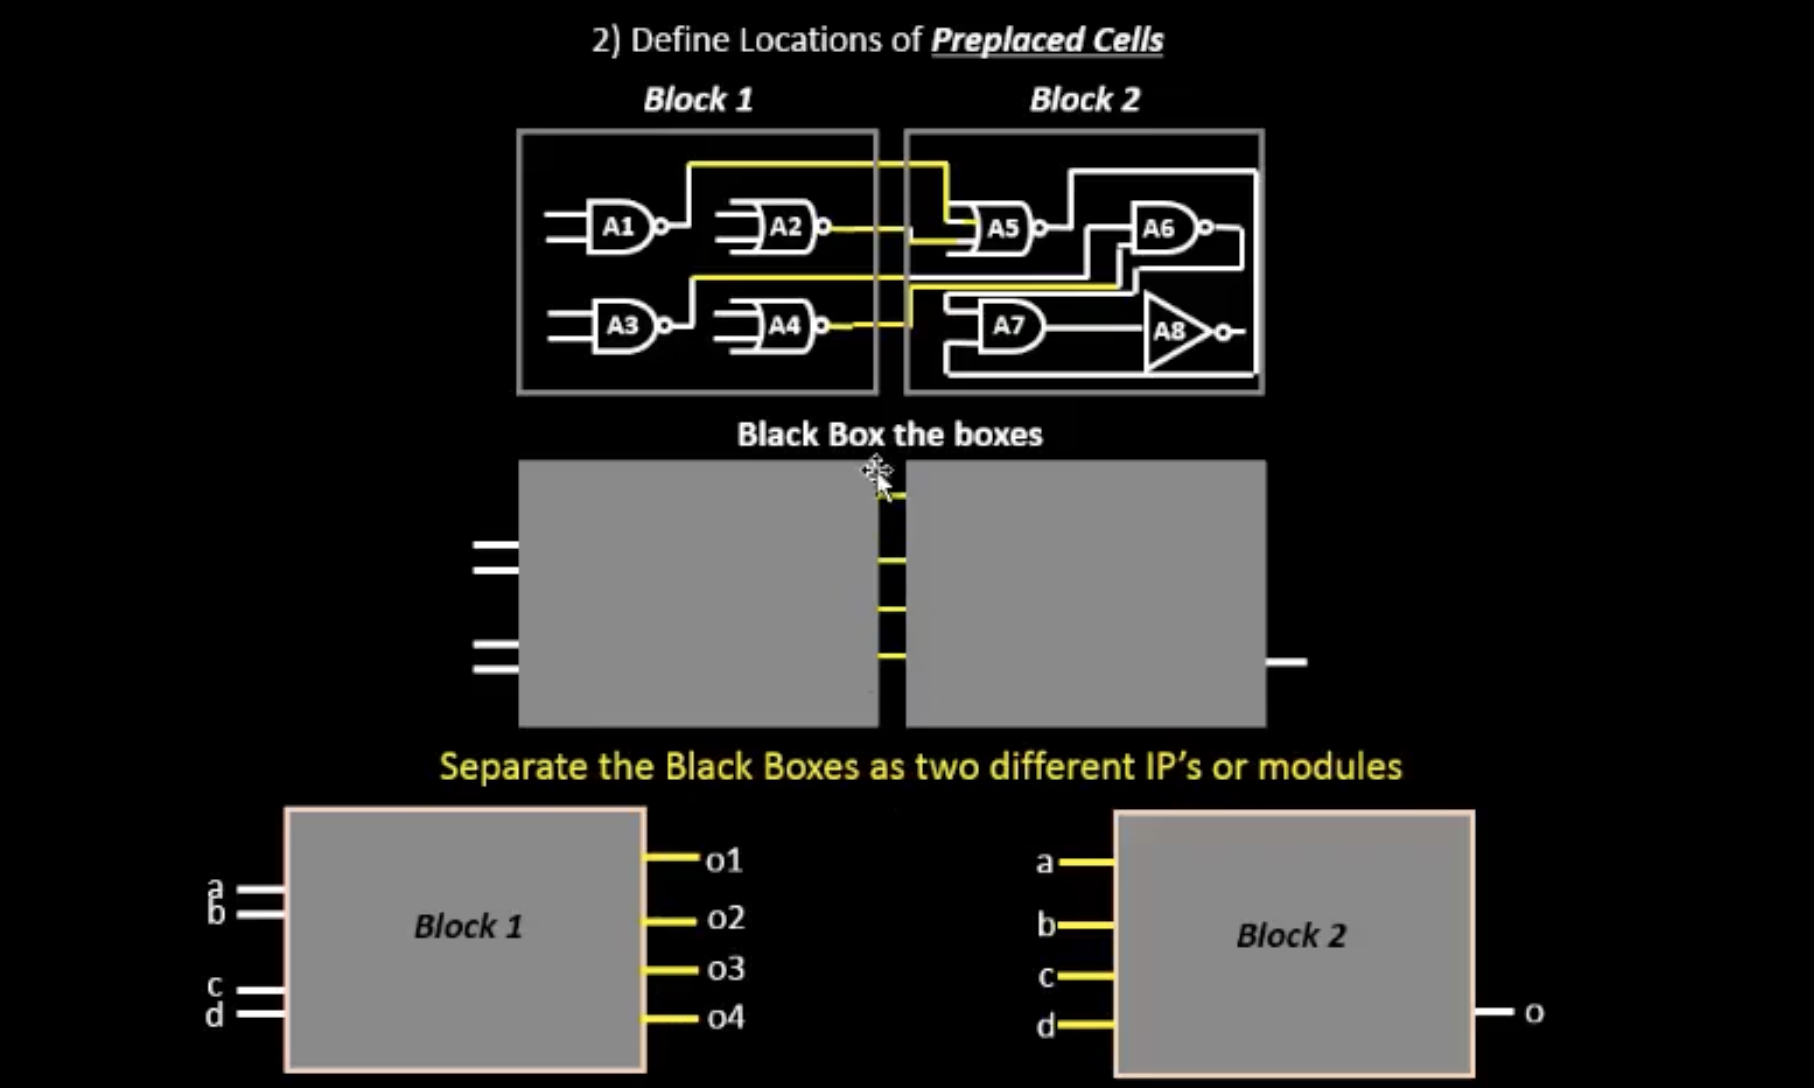 2) Define Locations of Preplaced Cells
Block 1
Block 2
A1
A2
A5
A6
A3
A4
A7
A8
Black Box the boxes
Separate the Black Boxes as two different IP's or modules
a
b
c
d
Block 1
o1
o2
o3
o4
a
b
c
d
Block 2
o